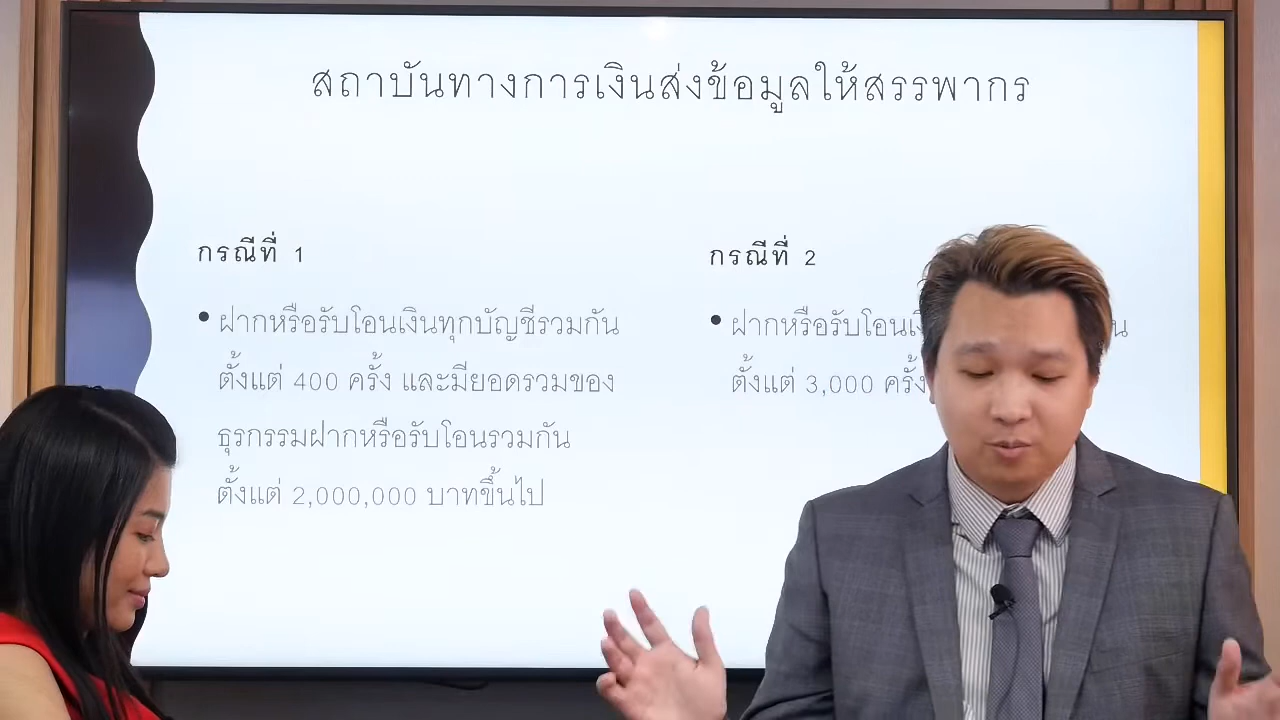 สถาบันทางการเงินส่งข้อมูลให้สรรพากร
กรณีที่ 1
• ฝากหรือรับโอนเงินทุกบัญชีรวมกัน
ตั้งแต่ 400 ครั้ง และมียอดรวมของ
ธุรกรรมฝากหรือรับโอนรวมกัน
ตั้งแต่ 2,000,000 บาทขึ้นไป
กรณีที่ 2
• ฝากหรือรับโอน
ตั้งแต่ 3,000 ครั้ง